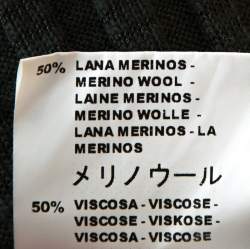 50% LANA MERINOS -
MERINO WOOL -
LAINE MERINOS -
MERINO WOLLE -
LANA MERINOS - LA
MERINOS
メリノウール
50% VISCOSA - VISCOSE -
VISCOSE - VISKOSE -
VISCOSA - VISCOSE